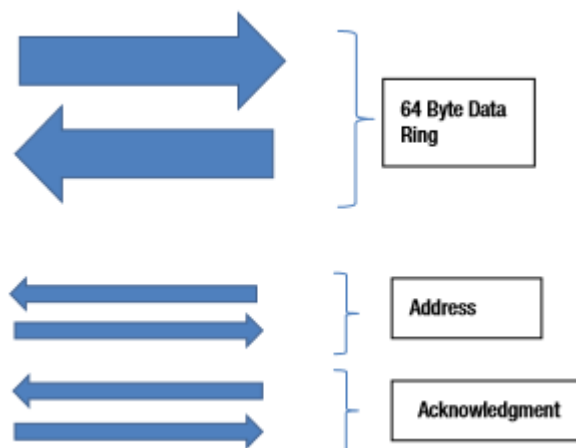 64 Byte Data
Ring
Address
Acknowledgment